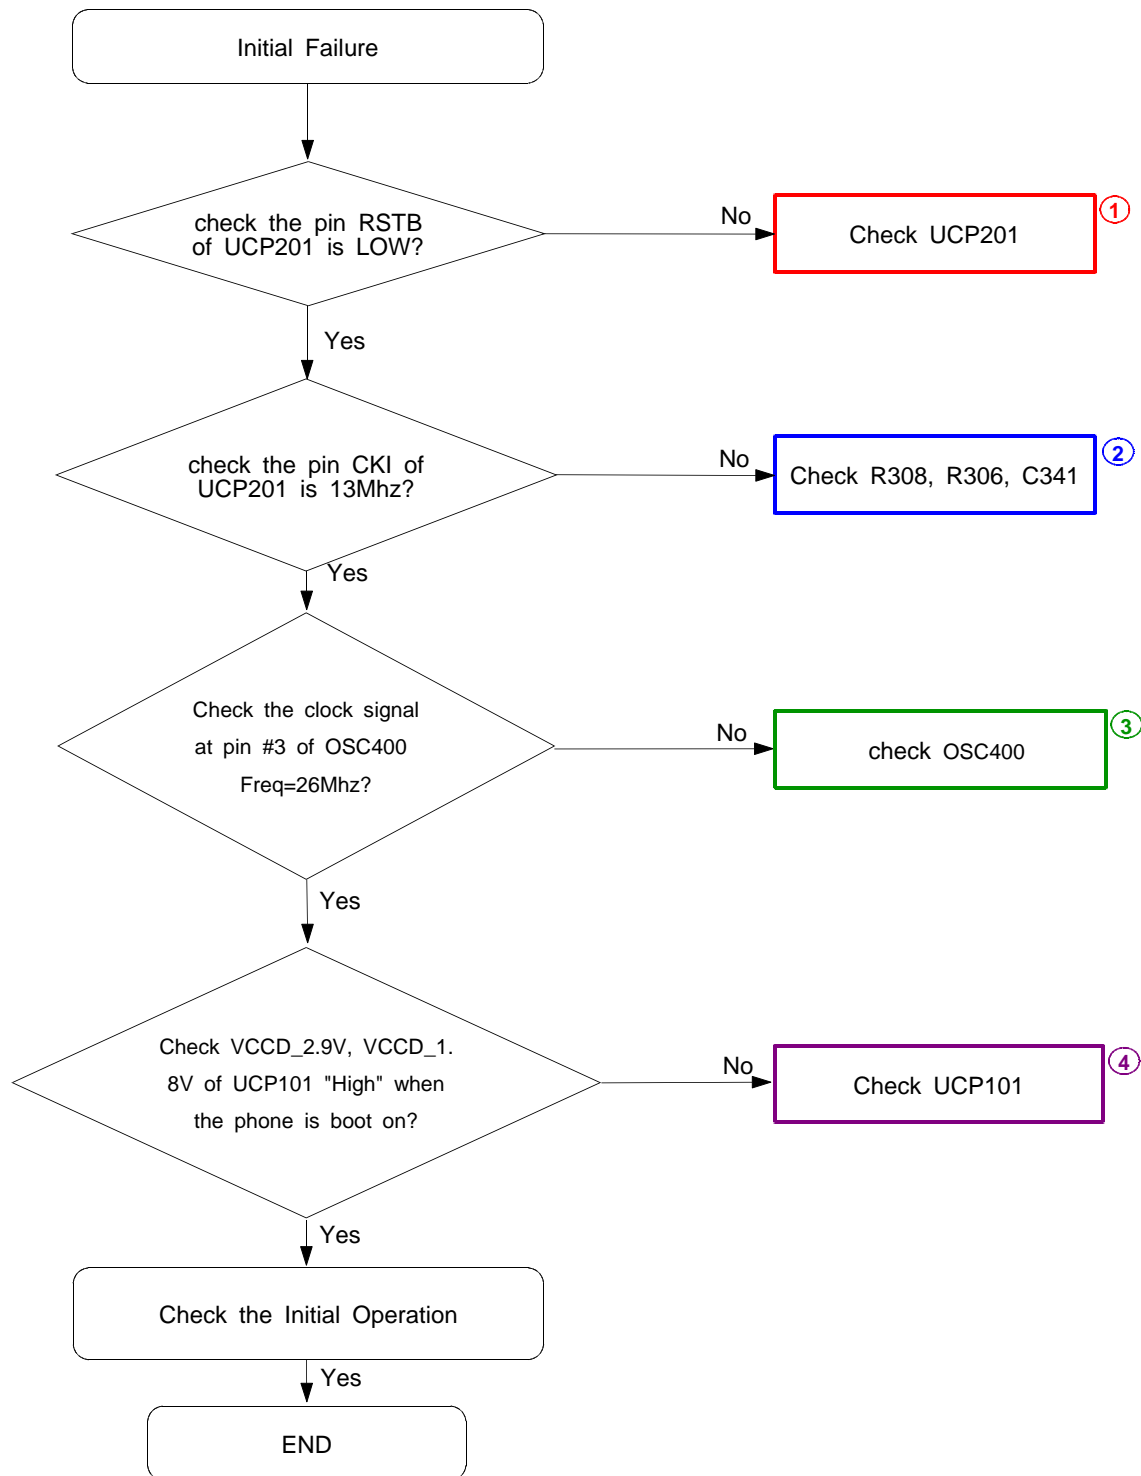 Initial Failure
check the pin RSTB
of UCP201 is LOW?
No
Check UCP201
1
Yes
check the pin CKI of
UCP201 is 13Mhz?
No
Check R308, R306, C341
2
Yes
Check the clock signal
at pin #3 of OSC400
Freq=26Mhz?
No
check OSC400
3
Yes
Check VCCD_2.9V, VCCD_1.
8V of UCP101 "High" when
the phone is boot on?
No
Check UCP101
4
Yes
Check the Initial Operation
Yes
END